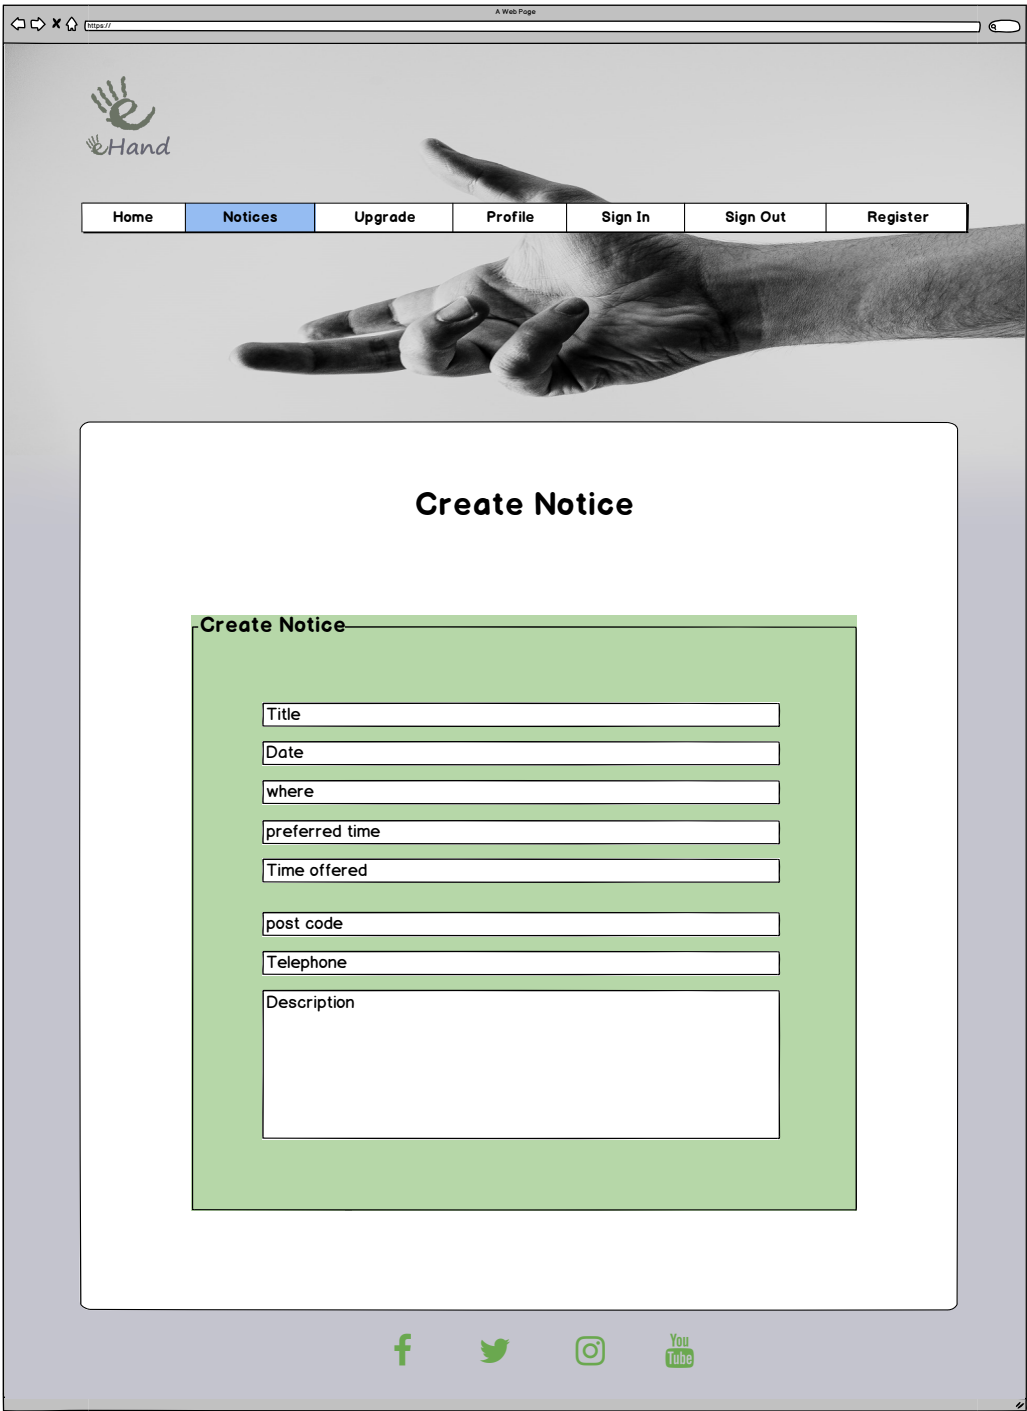 A Web Page
https://
e
eHand
Home Notices Upgrade Profile Sign In Sign Out Register
Create Notice
Create Notice
Title
Date
where
preferred time
Time offered
post code
Telephone
Description
You
Tube